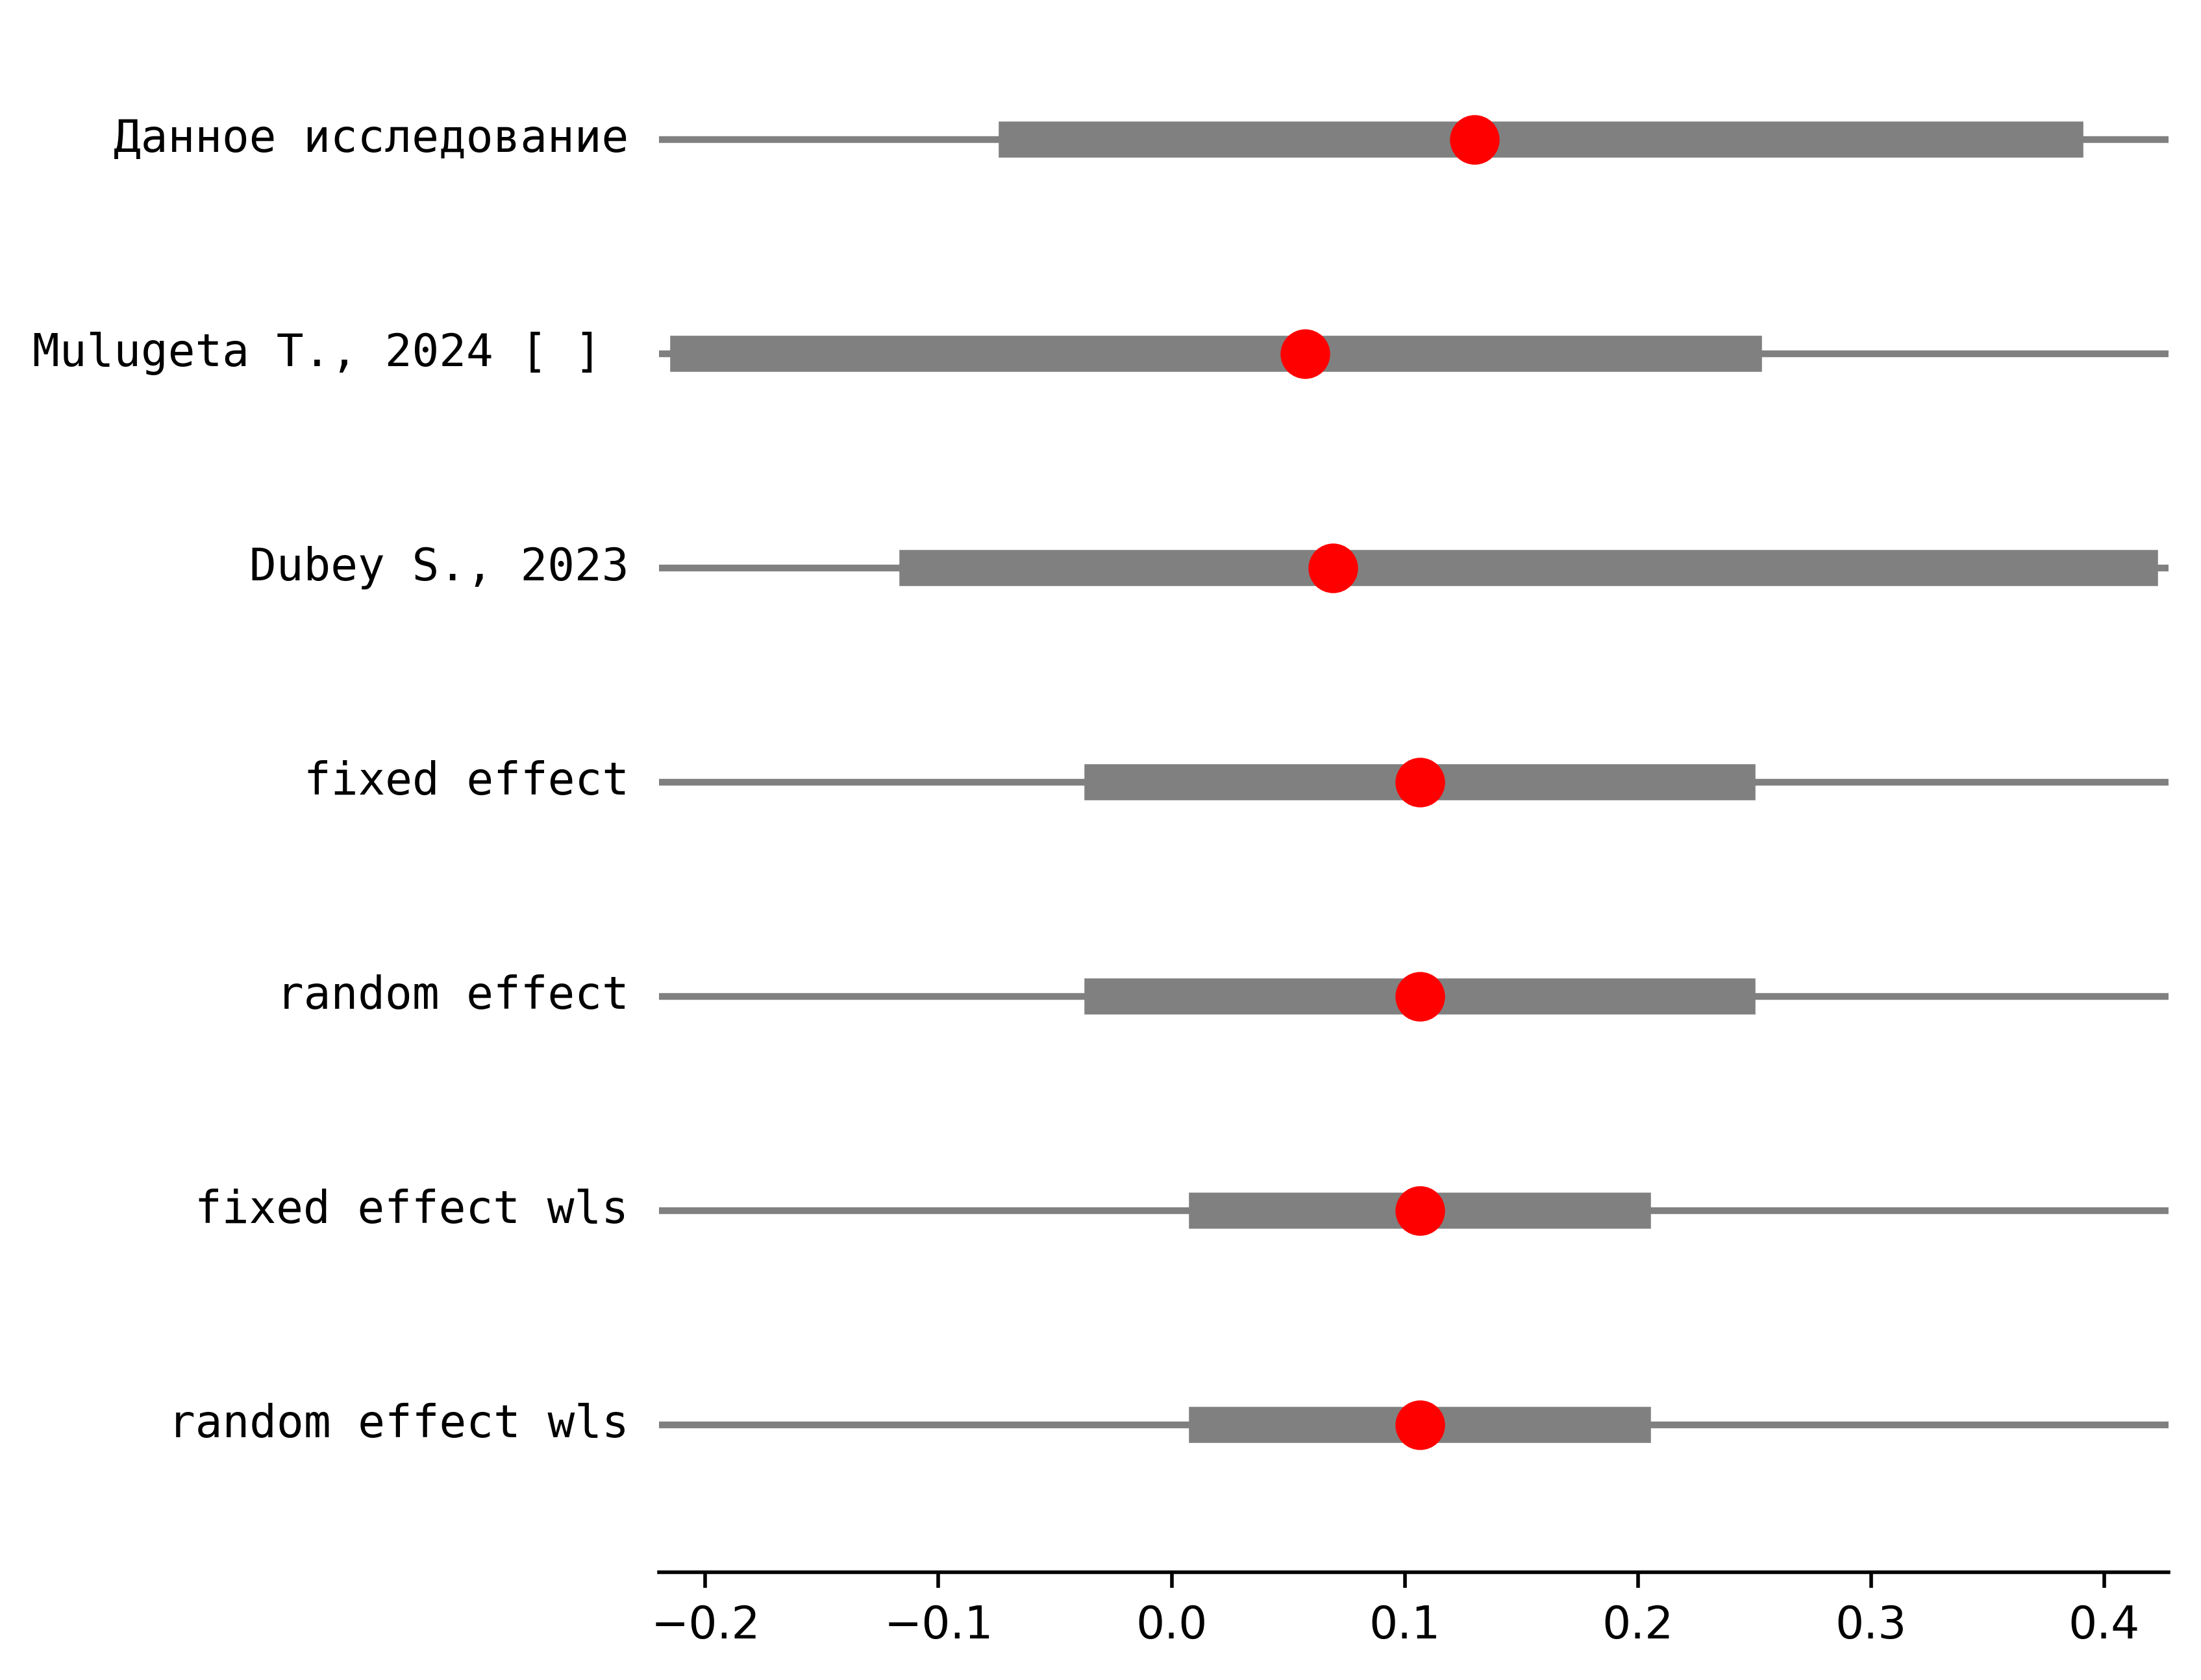 Данное исследование
Mulugeta T., 2024 [ ]
Dubey S., 2023
fixed effect
random effect
fixed effect wls
random effect wls
−0.2 −0.1 0.0 0.1 0.2 0.3 0.4